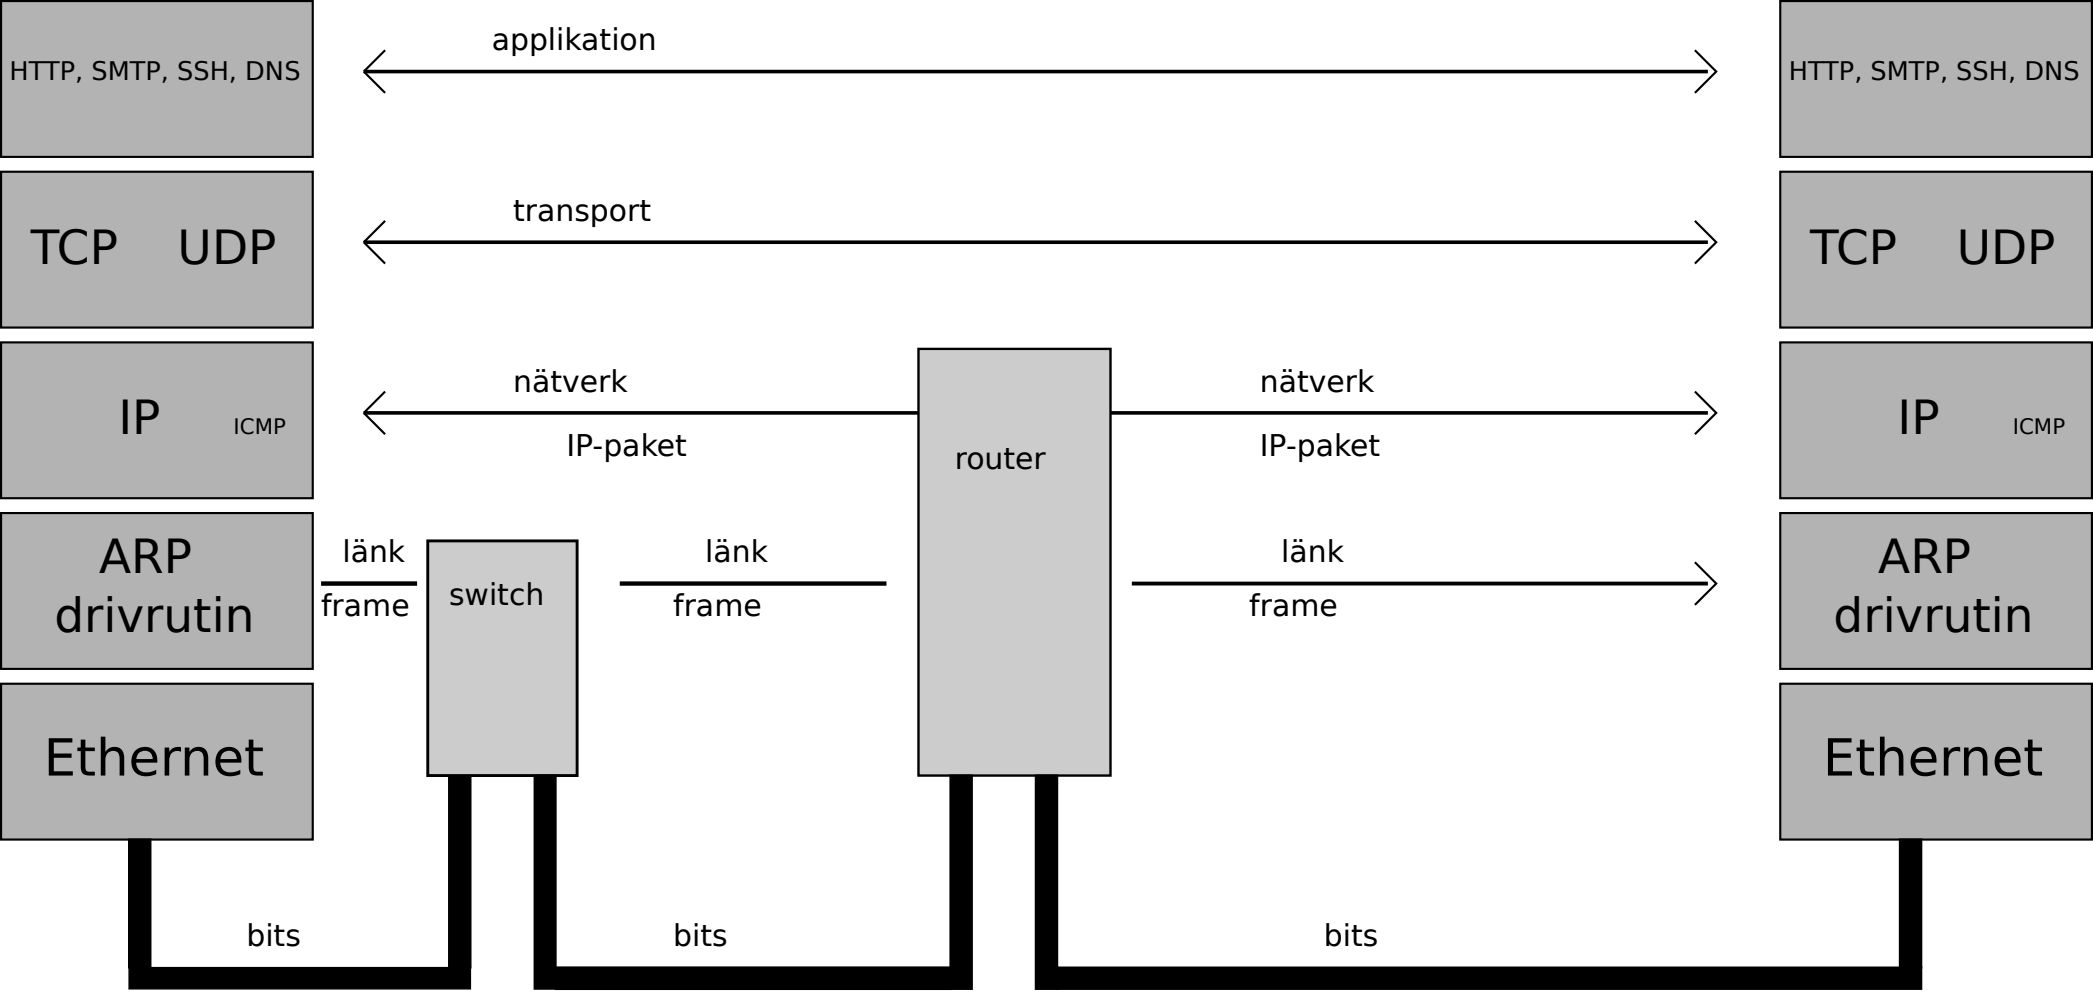 applikation
HTTP, SMTP, SSH, DNS
HTTP, SMTP, SSH, DNS
transport
TCP UDP
TCP UDP
nätverk
nätverk
IP ICMP
IP-paket
router
IP-paket
IP ICMP
ARP
länk
länk
länk
ARP
drivrutin
frame
switch
frame
frame
drivrutin
Ethernet
Ethernet
bits
bits
bits